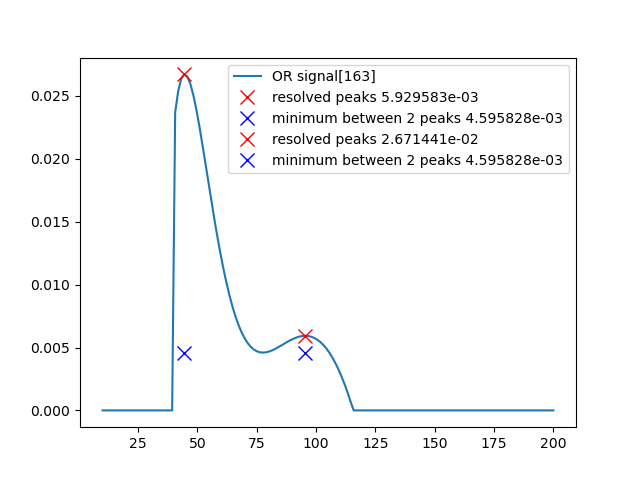 OR signal[163]
resolved peaks 5.929583e-03
minimum between 2 peaks 4.595828e-03
resolved peaks 2.671441e-02
minimum between 2 peaks 4.595828e-03
0.025
0.020
0.015
0.010
0.005
0.000
25 50 75 100 125 150 175 200